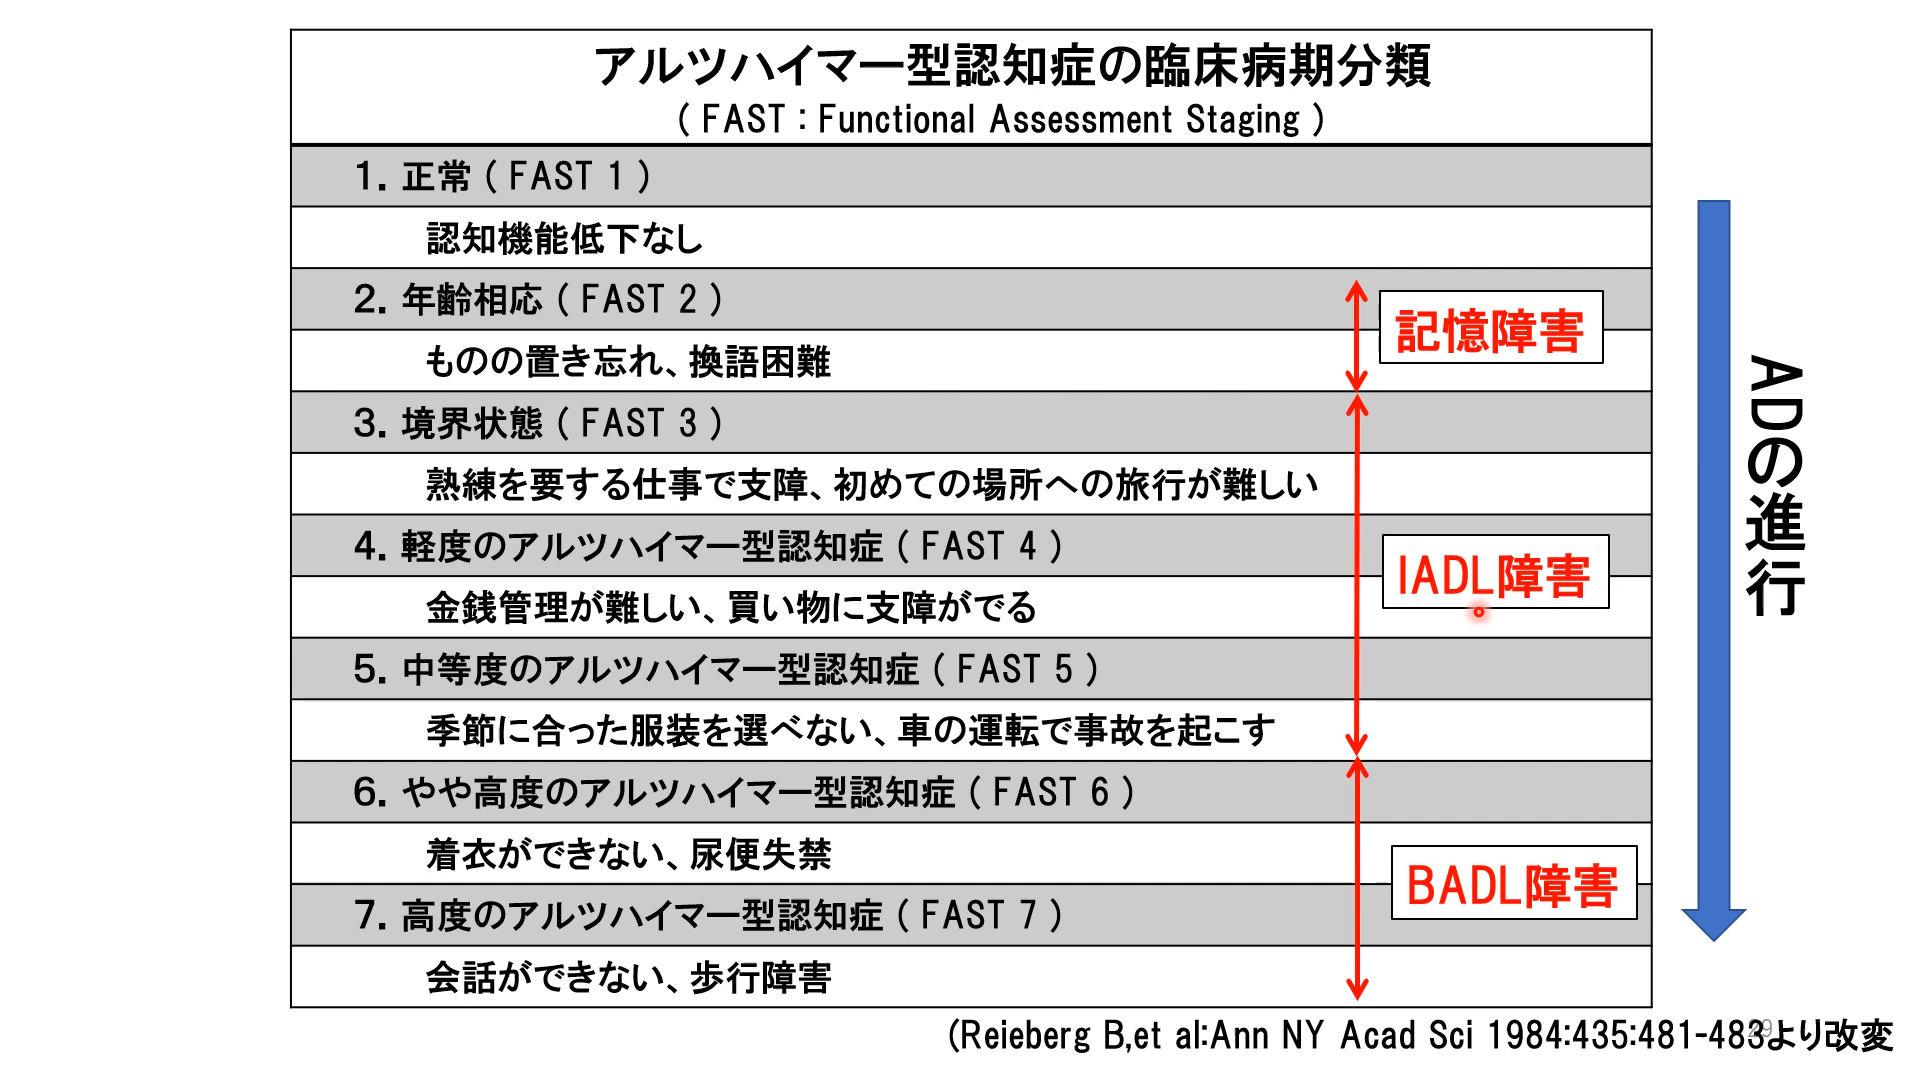 アルツハイマー型認知症の臨床病期分類
( FAST : Functional Assessment Staging )
1. 正常 ( FAST 1 )
認知機能低下なし
2. 年齢相応 ( FAST 2 )
ものの置き忘れ、換語困難
記憶障害
3. 境界状態 ( FAST 3 )
熟練を要する仕事で支障、初めての場所への旅行が難しい
4. 軽度のアルツハイマー型認知症 ( FAST 4 )
金銭管理が難しい、買い物に支障がでる
IADL障害
5. 中等度のアルツハイマー型認知症 ( FAST 5 )
季節に合った服装を選べない、車の運転で事故を起こす
6. やや高度のアルツハイマー型認知症 ( FAST 6 )
着衣ができない、尿便失禁
BADL障害
7. 高度のアルツハイマー型認知症 ( FAST 7 )
会話ができない、歩行障害
ADの進行
(Reieberg B,et al:Ann NY Acad Sci 1984:435:481-483より改変
29